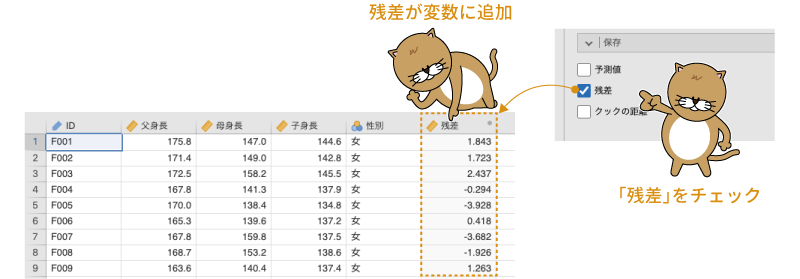 残差が変数に追加
保存
予測値
残差
クックの距離
「残差」をチェック
ID 父身長 母身長 子身長 性別 残差
1 F001 175.8 147.0 144.6 女 1.843
2 F002 171.4 149.0 142.8 女 1.723
3 F003 172.5 158.2 145.5 女 2.437
4 F004 167.8 141.3 137.9 女 -0.294
5 F005 170.0 138.4 134.8 女 -3.928
6 F006 165.3 139.6 137.2 女 0.418
7 F007 167.8 159.8 137.5 女 -3.682
8 F008 168.7 153.2 138.6 女 -1.926
9 F009 163.6 140.4 137.4 女 1.263